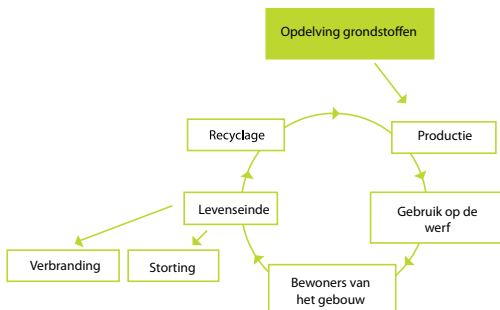 Opdelving grondstoffen
Recyclage
Productie
Levenseinde
Gebruik op de
werf
Verbranding
Storting
Bewoners van
het gebouw